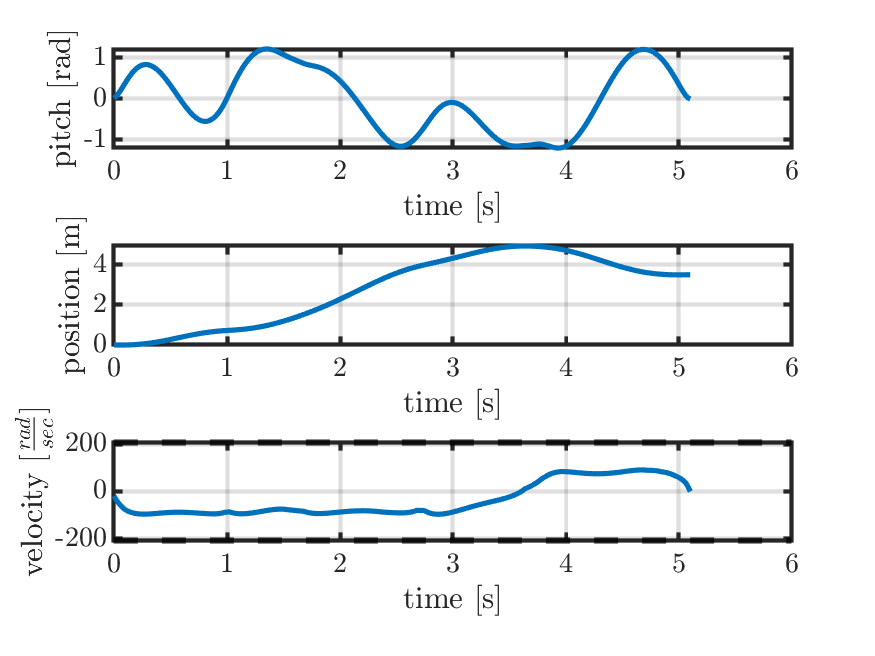 pitch [rad]
1
0
-1
0 1 2 3 4 5 6
time [s]
position [m]
4
2
0
0 1 2 3 4 5 6
time [s]
velocity [rad/sec]
200
0
-200
0 1 2 3 4 5 6
time [s]